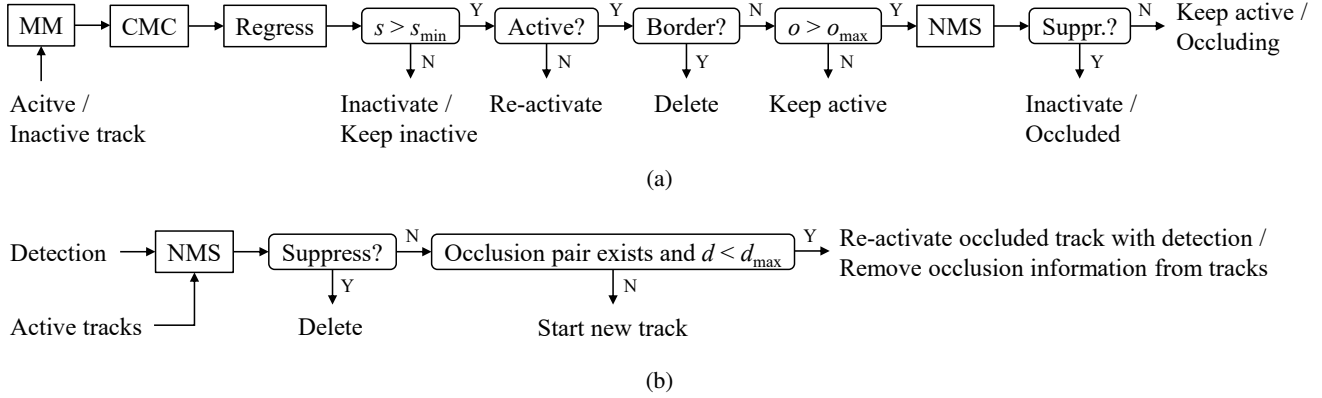 MM CMC Regress s > s_min Y Active? Y Border? N o > o_max Y NMS Suppr.? N Keep active /
Occluding
N N Y N Y
Acitve /
Inactive track
Inactivate /
Keep inactive
Re-activate
Delete
Keep active
Inactivate /
Occluded
(a)
Detection NMS Suppress? N Occlusion pair exists and d < d_max Y Re-activate occluded track with detection /
Remove occlusion information from tracks
Y N
Active tracks Delete Start new track
(b)